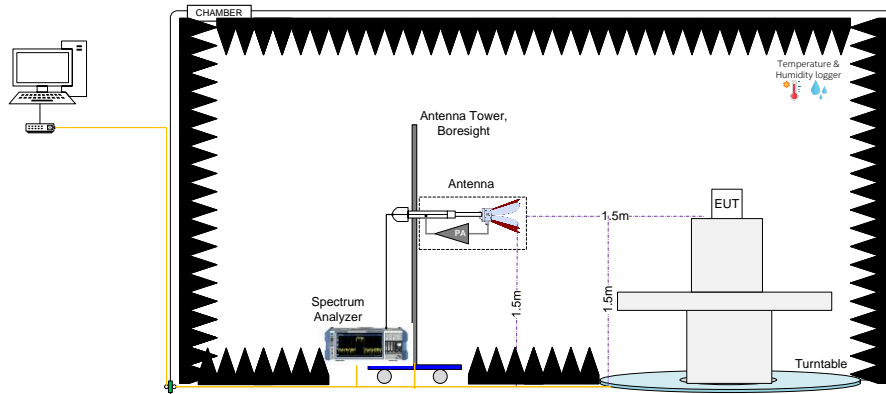 CHAMBER
Temperature &
Humidity logger
Antenna Tower,
Boresight
Antenna
PA
EUT
1.5m
1.5m
1.5m
Spectrum
Analyzer
Turntable